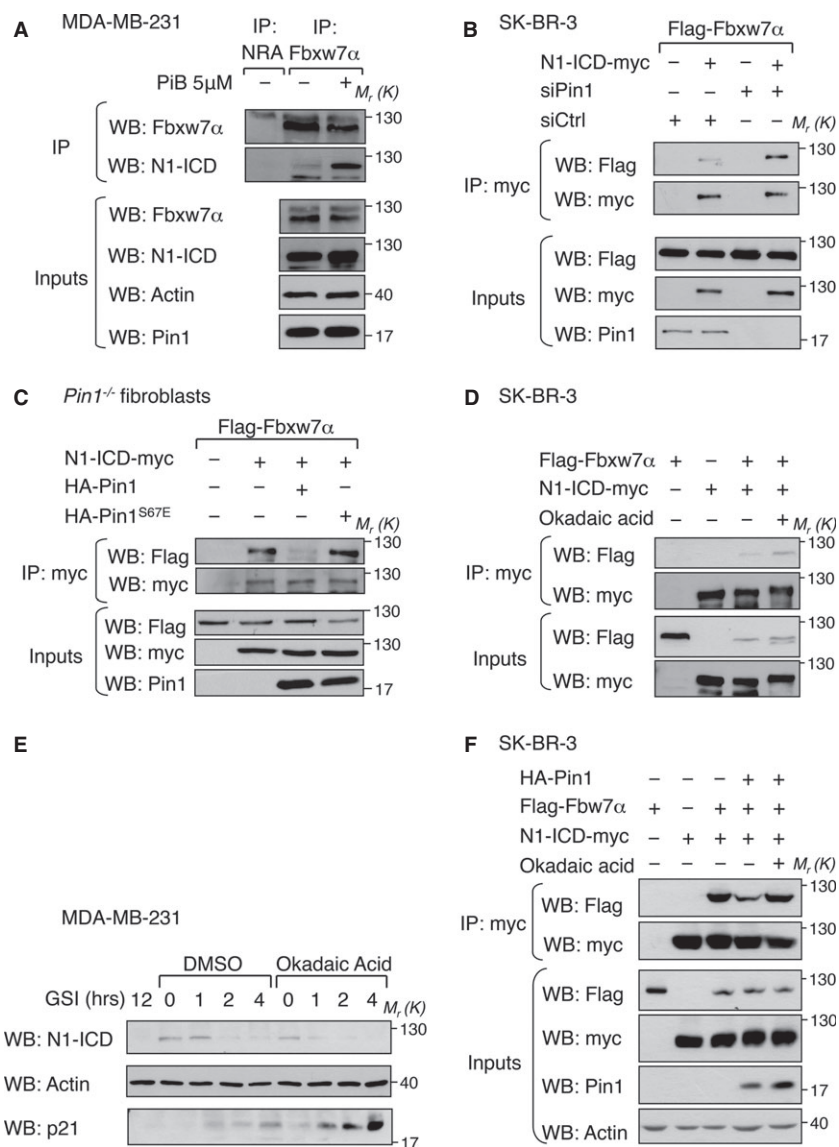 A MDA-MB-231
IP: IP:
NRA Fbxw7α
PiB 5μM – – + Mr (K)
IP
WB: Fbxw7α 130
WB: N1-ICD 130
Inputs
WB: Fbxw7α 130
WB: N1-ICD 130
WB: Actin 40
WB: Pin1 17
B SK-BR-3
Flag-Fbxw7α
N1-ICD-myc – + – +
siPin1 – – + +
siCtrl + + – – Mr (K)
IP: myc
WB: Flag 130
WB: myc 130
Inputs
WB: Flag 130
WB: myc 130
WB: Pin1 17
C Pin1-/- fibroblasts
Flag-Fbxw7α
N1-ICD-myc – + + +
HA-Pin1 – – + –
HA-Pin1S67E – – – + Mr (K)
IP: myc
WB: Flag 130
WB: myc 130
Inputs
WB: Flag 130
WB: myc 130
WB: Pin1 17
D SK-BR-3
Flag-Fbxw7α + – + +
N1-ICD-myc – + + +
Okadaic acid – – – + Mr (K)
IP: myc
WB: Flag 130
WB: myc 130
Inputs
WB: Flag 130
WB: myc 130
E
MDA-MB-231
DMSO Okadaic Acid
GSI (hrs) 12 0 1 2 4 0 1 2 4 Mr (K)
WB: N1-ICD 130
WB: Actin 40
WB: p21 17
F SK-BR-3
HA-Pin1 – – – + +
Flag-Fbw7α + – + + +
N1-ICD-myc – + + + +
Okadaic acid – – – – + Mr (K)
IP: myc
WB: Flag 130
WB: myc 130
Inputs
WB: Flag 130
WB: myc 130
WB: Pin1 17
WB: Actin 40